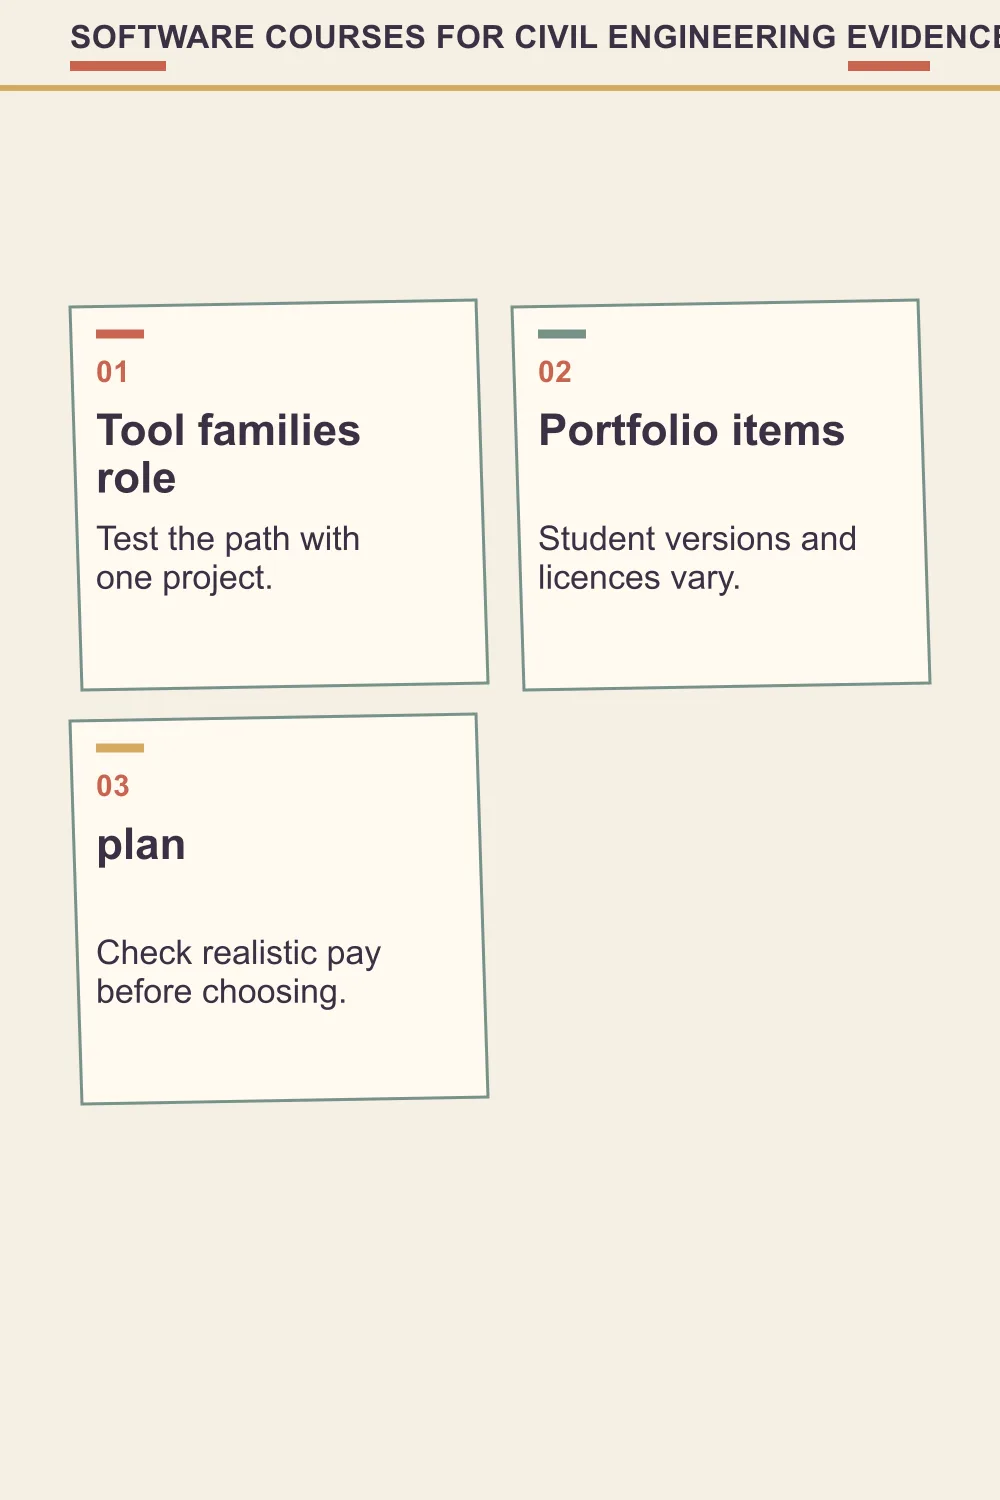 SOFTWARE COURSES FOR CIVIL ENGINEERING EVIDENCE
01
Tool families
role
Test the path with
one project.
02
Portfolio items
Student versions and
licences vary.
03
plan
Check realistic pay
before choosing.